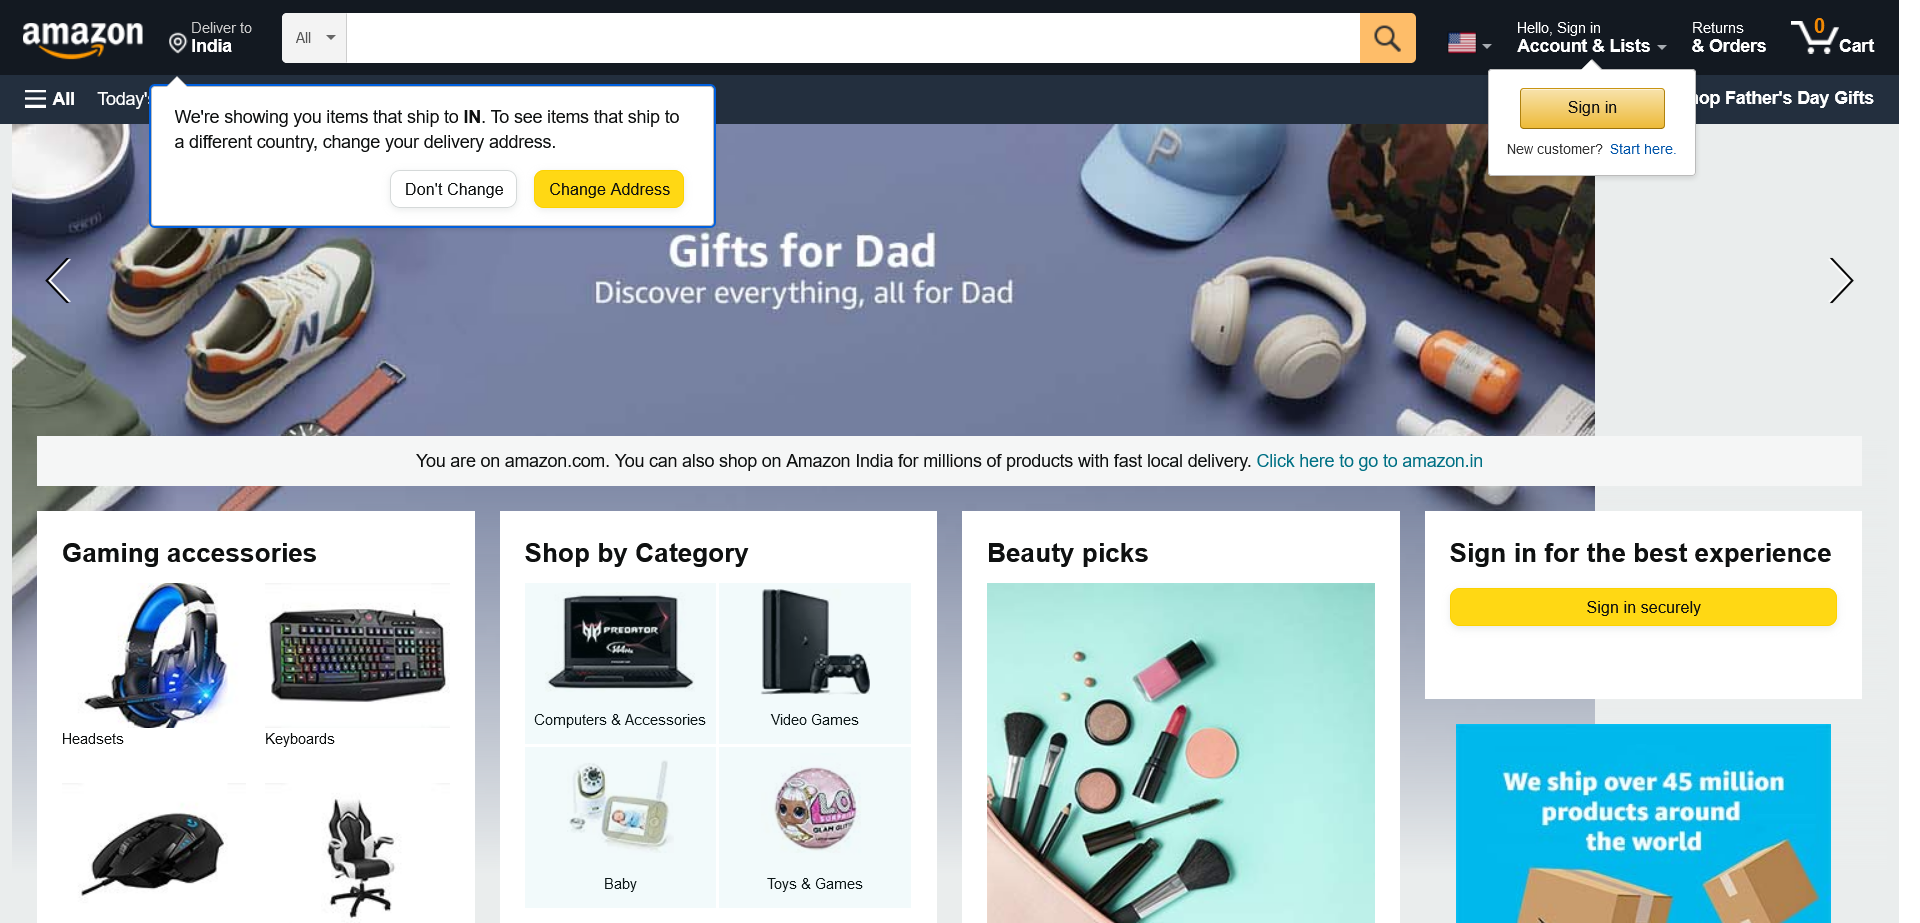 amazon
Deliver to
India
All
Hello, Sign in
Account & Lists
Returns
& Orders
0
Cart
All
Today's
op Father's Day Gifts
We're showing you items that ship to IN. To see items that ship to
a different country, change your delivery address.
Don't Change
Change Address
Sign in
New customer? Start here.
P
N
N
Gifts for Dad
Discover everything, all for Dad
You are on amazon.com. You can also shop on Amazon India for millions of products with fast local delivery. Click here to go to amazon.in
Gaming accessories
Headsets
Keyboards
Shop by Category
PREDATOR
144Hz
Computers & Accessories
Video Games
L.O.L.
SURPRISE
GLAM GLITTER
Baby
Toys & Games
Beauty picks
Sign in for the best experience
Sign in securely
We ship over 45 million
products around
the world